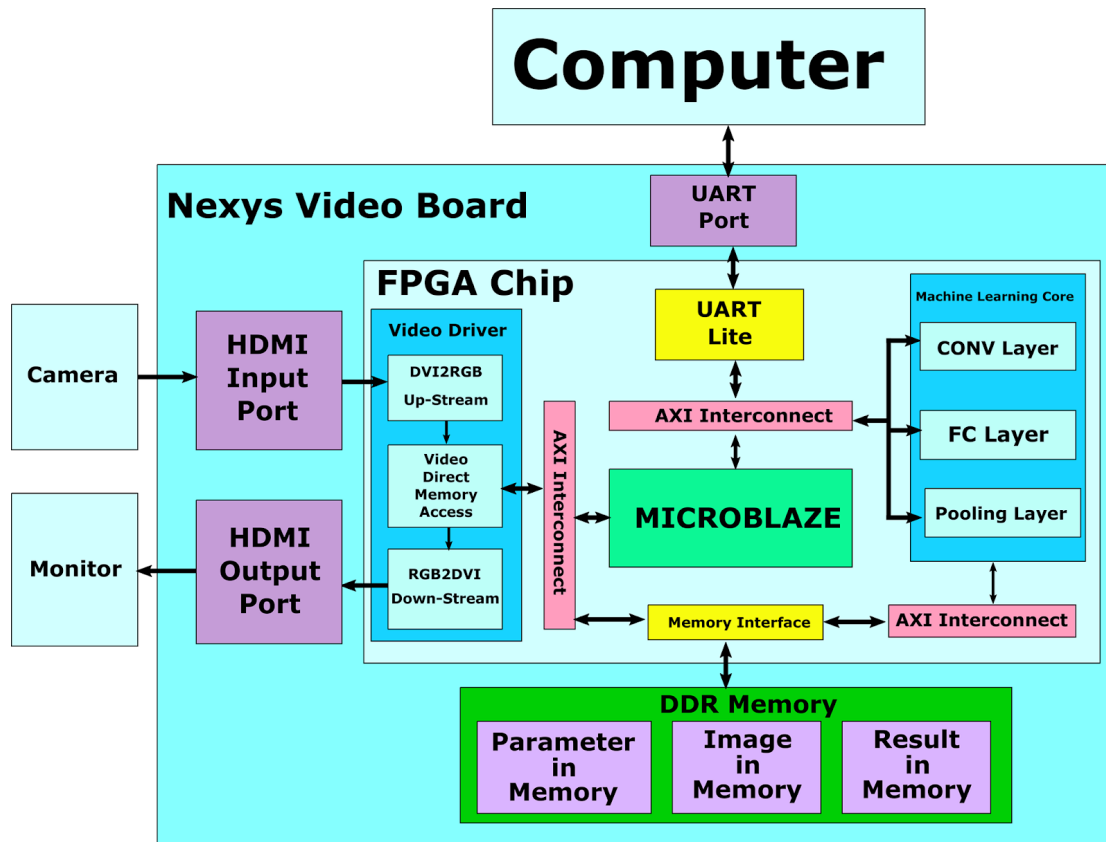 Computer
Nexys Video Board
UART
Port
FPGA Chip
UART
Lite
Machine Learning Core
CONV Layer
FC Layer
Pooling Layer
Camera
HDMI
Input
Port
Video Driver
DVI2RGB
Up-Stream
Video
Direct
Memory
Access
RGB2DVI
Down-Stream
AXI Interconnect
AXI Interconnect
MICROBLAZE
Monitor
HDMI
Output
Port
Memory Interface
AXI Interconnect
DDR Memory
Parameter
in
Memory
Image
in
Memory
Result
in
Memory